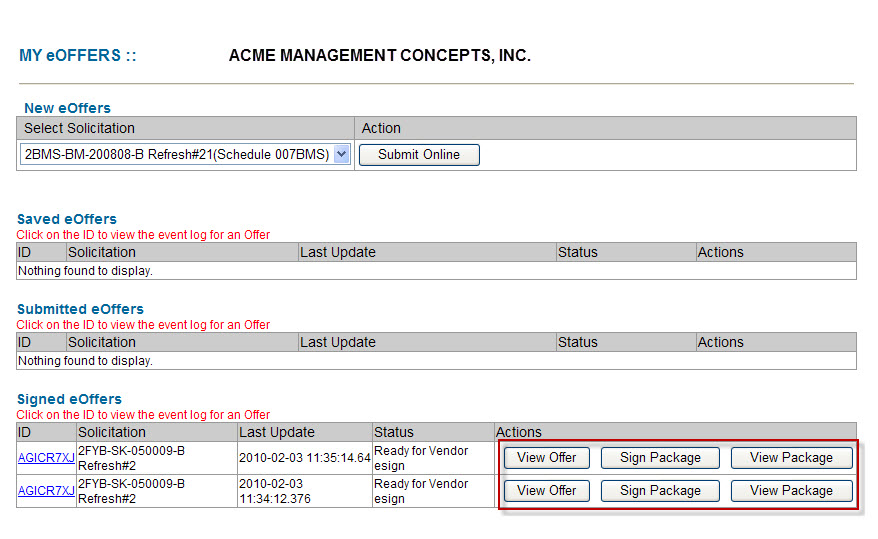 MY eOFFERS :: ACME MANAGEMENT CONCEPTS, INC.
New eOffers
Select Solicitation Action
2BMS-BM-200808-B Refresh#21(Schedule 007BMS) Submit Online
Saved eOffers
Click on the ID to view the event log for an Offer
ID Solicitation Last Update Status Actions
Nothing found to display.
Submitted eOffers
Click on the ID to view the event log for an Offer
ID Solicitation Last Update Status Actions
Nothing found to display.
Signed eOffers
Click on the ID to view the event log for an Offer
ID Solicitation Last Update Status Actions
AGICR7XJ 2FYB-SK-050009-B Refresh#2 2010-02-03 11:35:14.64 Ready for Vendor esign View Offer Sign Package View Package
AGICR7XJ 2FYB-SK-050009-B Refresh#2 2010-02-03 11:34:12.376 Ready for Vendor esign View Offer Sign Package View Package